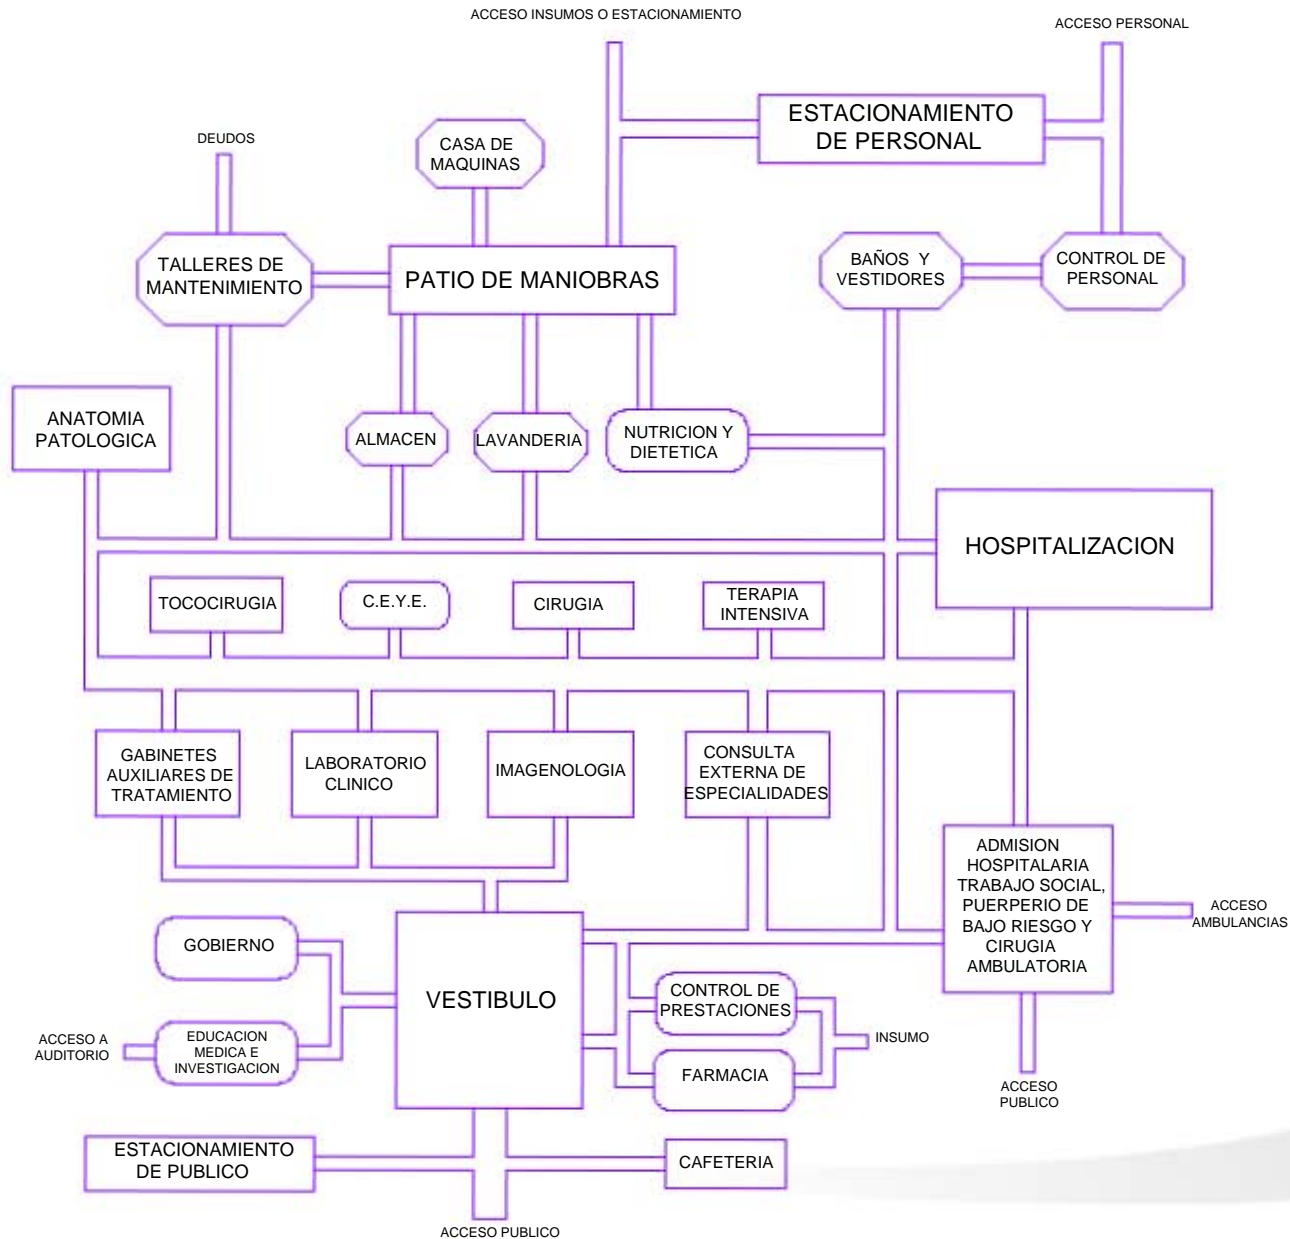 ACCESO INSUMOS O ESTACIONAMIENTO
ACCESO PERSONAL
ESTACIONAMIENTO
DE PERSONAL
DEUDOS
CASA DE
MAQUINAS
TALLERES DE
MANTENIMIENTO
PATIO DE MANIOBRAS
BAÑOS Y
VESTIDORES
CONTROL DE
PERSONAL
ANATOMIA
PATOLOGICA
ALMACEN
LAVANDERIA
NUTRICION Y
DIETETICA
HOSPITALIZACION
TOCOCIRUGIA
C.E.Y.E.
CIRUGIA
TERAPIA
INTENSIVA
GABINETES
AUXILIARES DE
TRATAMIENTO
LABORATORIO
CLINICO
IMAGENOLOGIA
CONSULTA
EXTERNA DE
ESPECIALIDADES
ADMISION
HOSPITALARIA
TRABAJO SOCIAL,
PUERPERIO DE
BAJO RIESGO Y
CIRUGIA
AMBULATORIA
ACCESO
AMBULANCIAS
GOBIERNO
VESTIBULO
CONTROL DE
PRESTACIONES
ACCESO A
AUDITORIO
EDUCACION
MEDICA E
INVESTIGACION
FARMACIA
INSUMO
ACCESO
PUBLICO
ESTACIONAMIENTO
DE PUBLICO
CAFETERIA
ACCESO PUBLICO